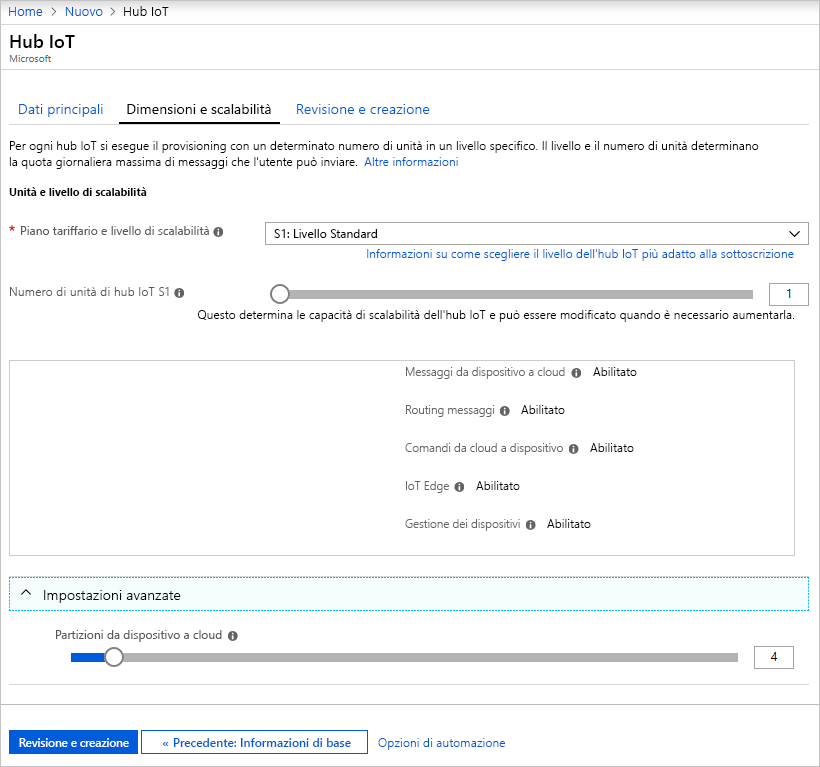 Home > Nuovo > Hub IoT
Hub IoT
Microsoft
Dati principali Dimensioni e scalabilità Revisione e creazione
Per ogni hub IoT si esegue il provisioning con un determinato numero di unità in un livello specifico. Il livello e il numero di unità determinano
la quota giornaliera massima di messaggi che l'utente può inviare. Altre informazioni
Unità e livello di scalabilità
* Piano tariffario e livello di scalabilità S1: Livello Standard
Informazioni su come scegliere il livello dell'hub IoT più adatto alla sottoscrizione
Numero di unità di hub IoT S1 1
Questo determina le capacità di scalabilità dell'hub IoT e può essere modificato quando è necessario aumentarla.
Messaggi da dispositivo a cloud Abilitato
Routing messaggi Abilitato
Comandi da cloud a dispositivo Abilitato
IoT Edge Abilitato
Gestione dei dispositivi Abilitato
Impostazioni avanzate
Partizioni da dispositivo a cloud
4
Revisione e creazione « Precedente: Informazioni di base Opzioni di automazione